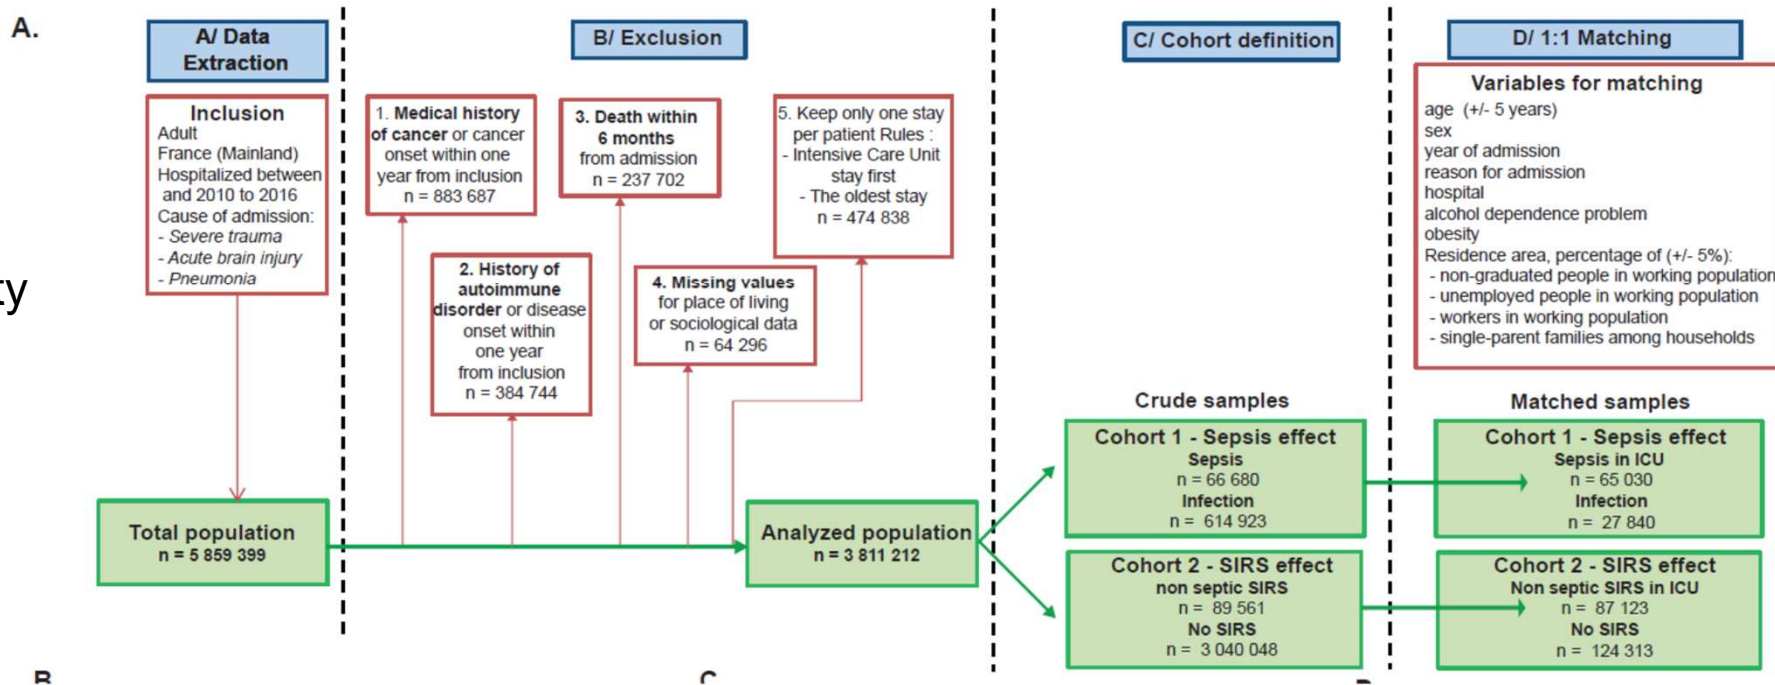 A.
A/ Data
Extraction
Inclusion
Adult
France (Mainland)
Hospitalized between
and 2010 to 2016
Cause of admission:
- Severe trauma
- Acute brain injury
- Pneumonia
ty
Total population
n = 5 859 399
B/ Exclusion
1. Medical history
of cancer or cancer
onset within one
year from inclusion
n = 883 687
2. History of
autoimmune
disorder or disease
onset within
one year
from inclusion
n = 384 744
3. Death within
6 months
from admission
n = 237 702
4. Missing values
for place of living
or sociological data
n = 64 296
5. Keep only one stay
per patient Rules :
- Intensive Care Unit
stay first
- The oldest stay
n = 474 838
Analyzed population
n = 3 811 212
C/ Cohort definition
Crude samples
Cohort 1 - Sepsis effect
Sepsis
n = 66 680
Infection
n = 614 923
Cohort 2 - SIRS effect
non septic SIRS
n = 89 561
No SIRS
n = 3 040 048
D/ 1:1 Matching
Variables for matching
age (+/- 5 years)
sex
year of admission
reason for admission
hospital
alcohol dependence problem
obesity
Residence area, percentage of (+/- 5%):
- non-graduated people in working population
- unemployed people in working population
- workers in working population
- single-parent families among households
Matched samples
Cohort 1 - Sepsis effect
Sepsis in ICU
n = 65 030
Infection
n = 27 840
Cohort 2 - SIRS effect
Non septic SIRS in ICU
n = 87 123
No SIRS
n = 124 313
B
C